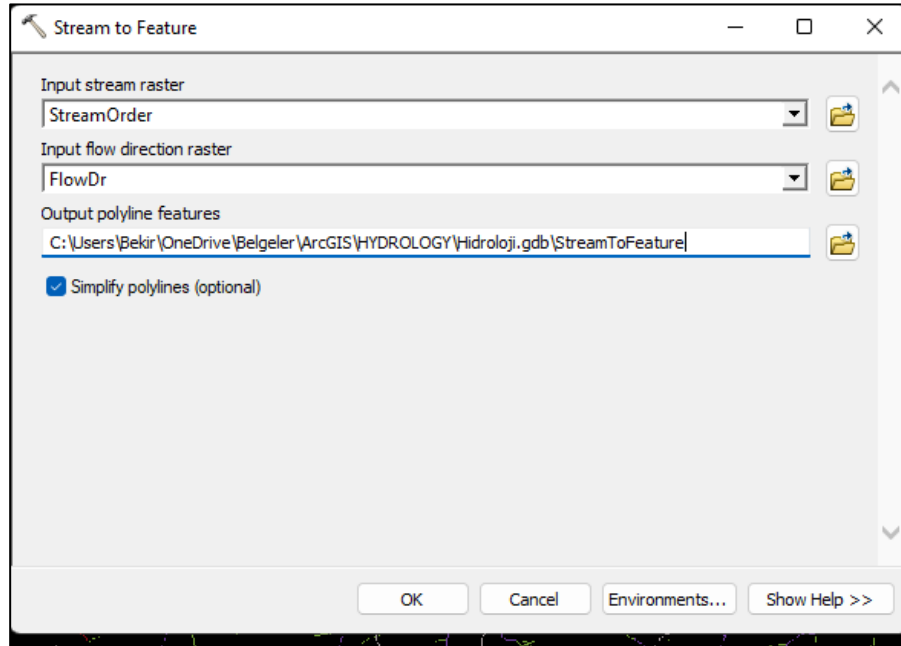 Stream to Feature
Input stream raster
StreamOrder
Input flow direction raster
FlowDr
Output polyline features
C:\Users\Bekir\OneDrive\Belgeler\ArcGIS\HYDROLOGY\Hidroloji.gdb\StreamToFeature
Simplify polylines (optional)
OK Cancel Environments... Show Help >>